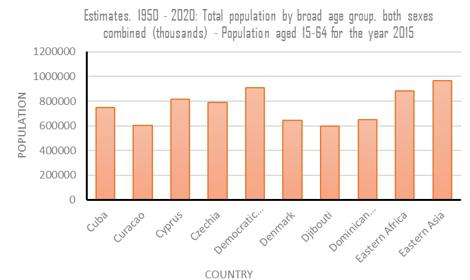 Estimates, 1950 - 2020: Total population by broad age group, both sexes
combined (thousands) - Population aged 15-64 for the year 2015
1200000
1000000
800000
600000
400000
200000
0
POPULATION
Cuba
Curacao
Cyprus
Czechia
Democratic...
Denmark
Djibouti
Dominican...
Eastern Africa
Eastern Asia
COUNTRY